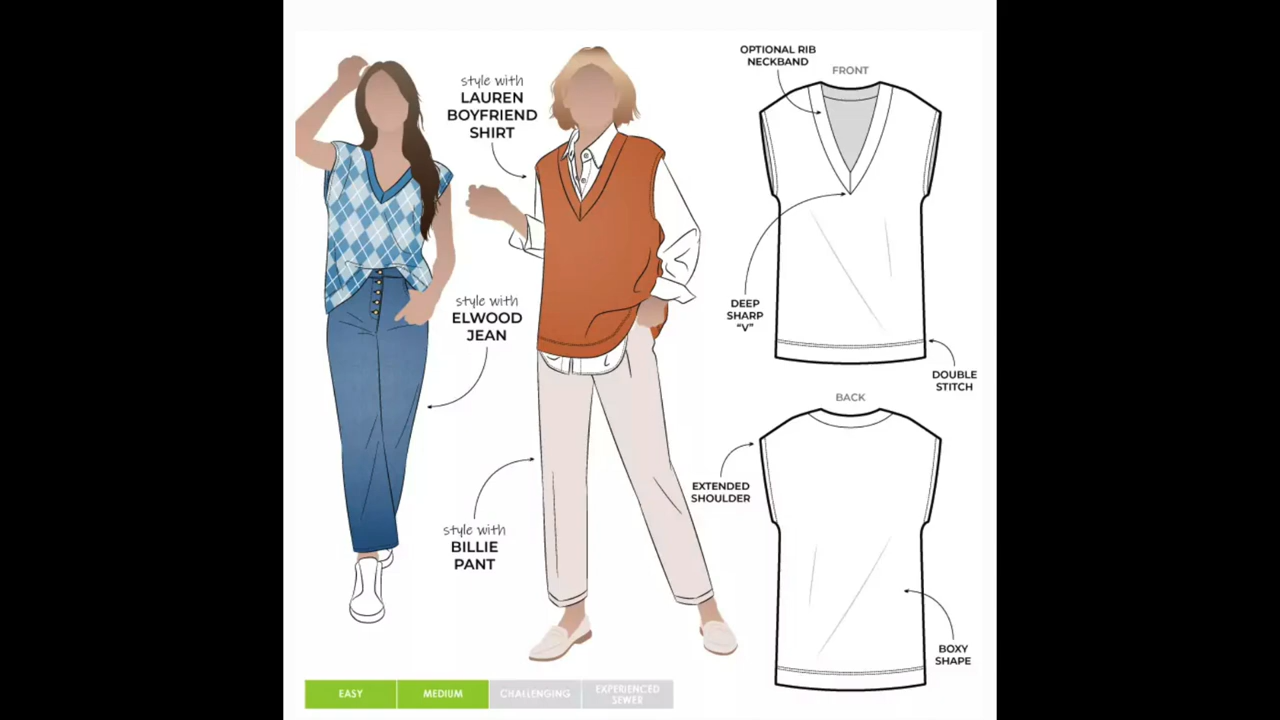 style with
LAUREN
BOYFRIEND
SHIRT
style with
ELWOOD
JEAN
style with
BILLIE
PANT
OPTIONAL RIB
NECKBAND
FRONT
DEEP
SHARP
“V”
DOUBLE
STITCH
BACK
EXTENDED
SHOULDER
BOXY
SHAPE
EASY
MEDIUM
CHALLENGING
EXPERIENCED
SEWER